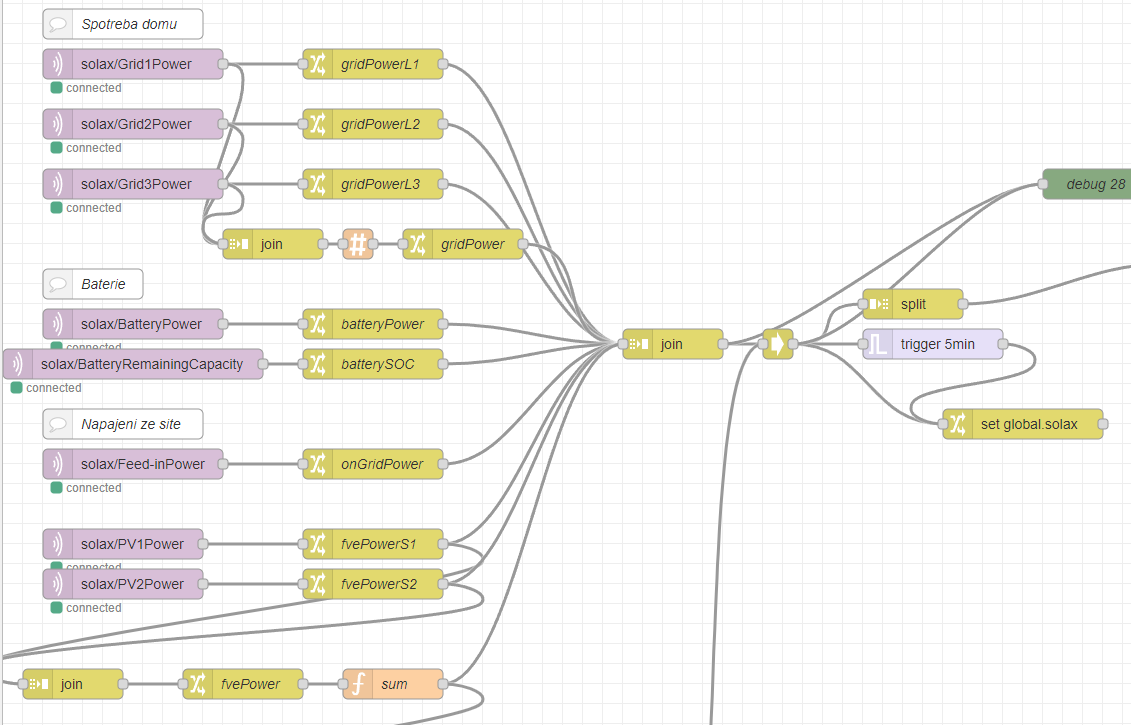 Spotreba domu
solax/Grid1Power
gridPowerL1
connected
solax/Grid2Power
gridPowerL2
connected
solax/Grid3Power
gridPowerL3
debug 28
connected
join
#
gridPower
Baterie
split
solax/BatteryPower
batteryPower
join
trigger 5min
connected
solax/BatteryRemainingCapacity
batterySOC
connected
Napajeni ze site
set global.solax
solax/Feed-inPower
onGridPower
connected
solax/PV1Power
fvePowerS1
connected
solax/PV2Power
fvePowerS2
connected
join
fvePower
sum